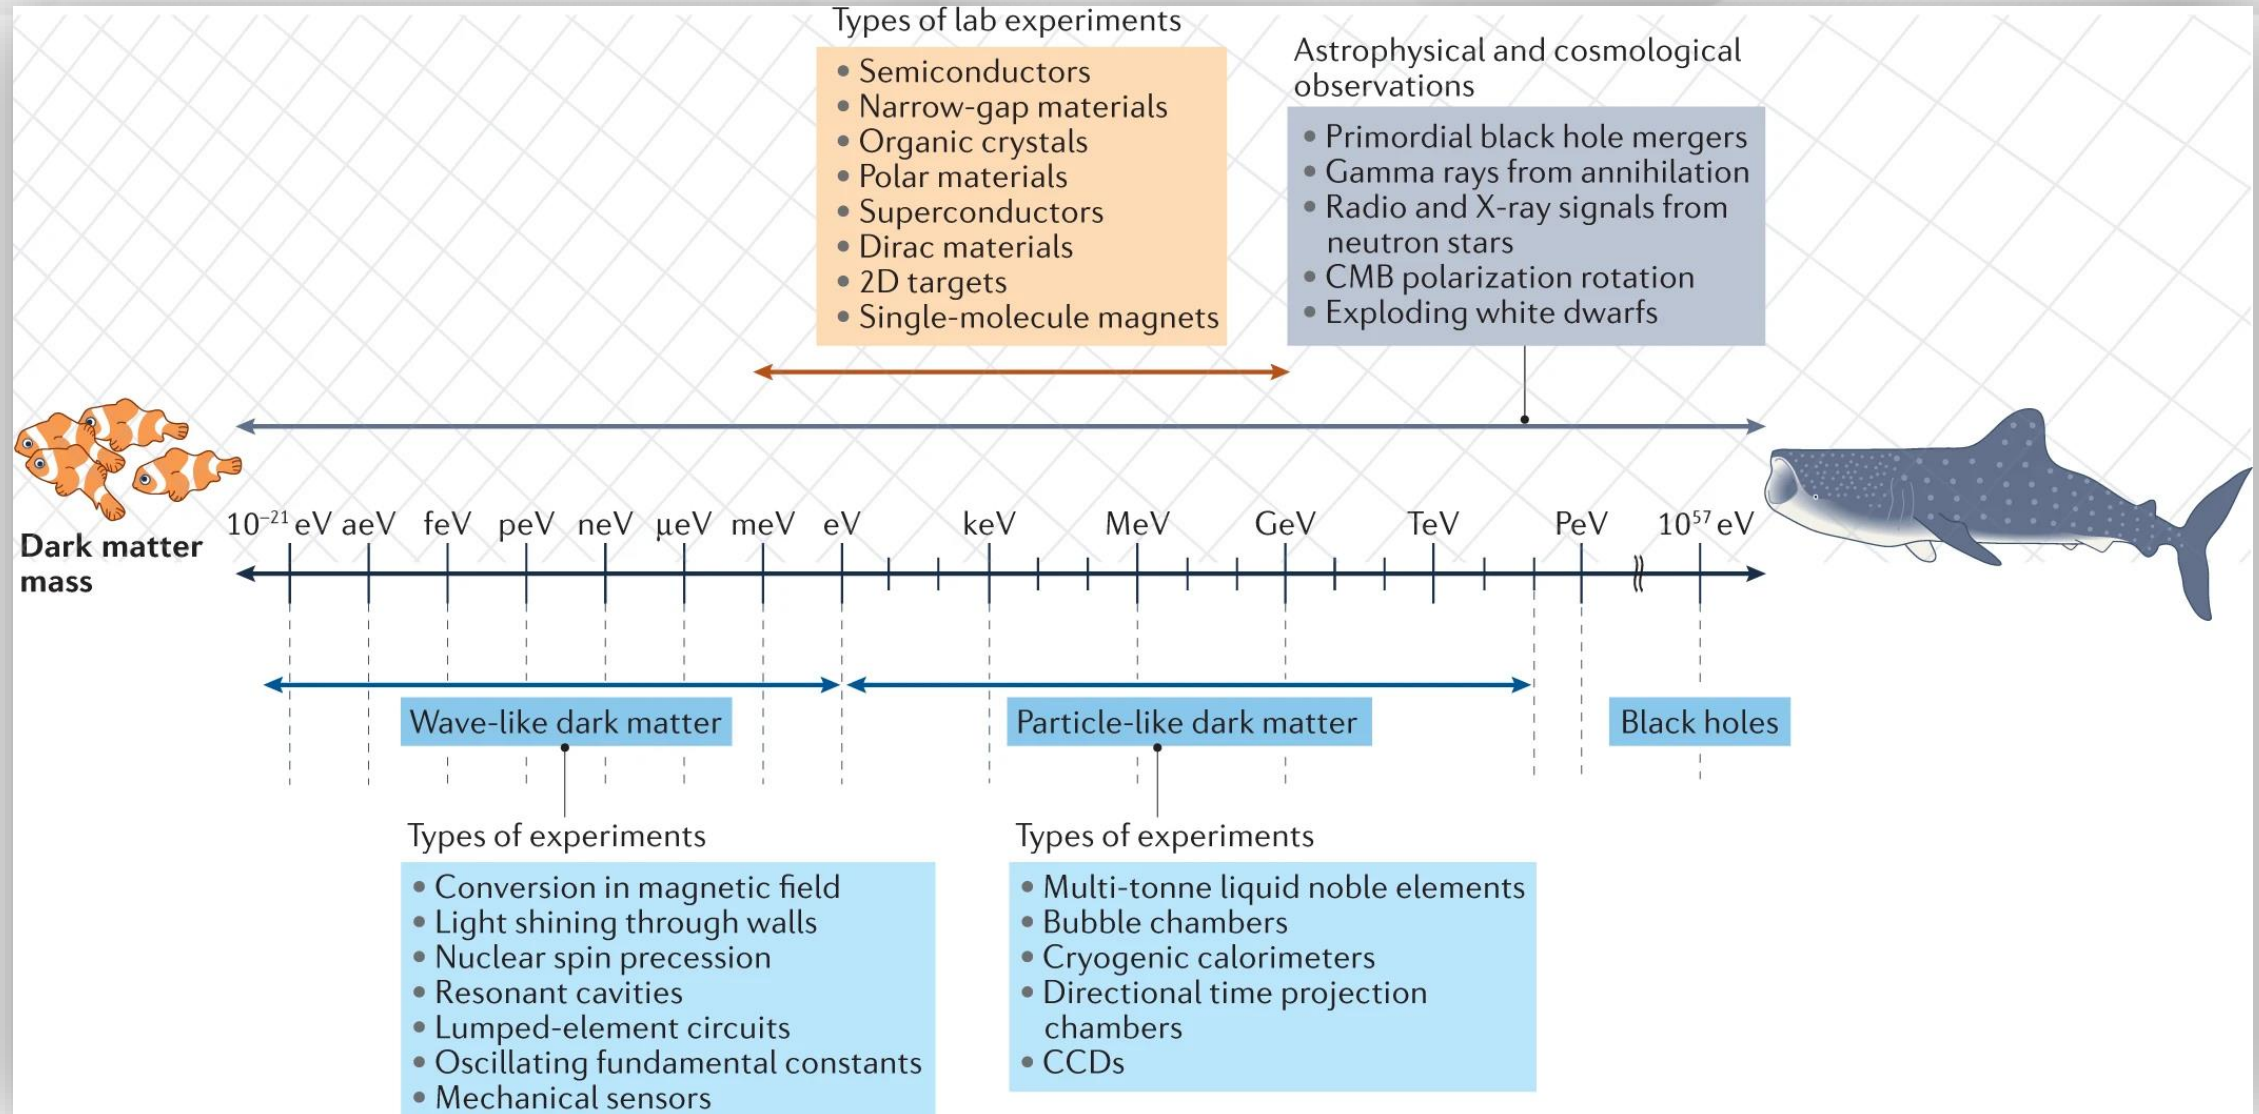 Types of lab experiments
• Semiconductors
• Narrow-gap materials
• Organic crystals
• Polar materials
• Superconductors
• Dirac materials
• 2D targets
• Single-molecule magnets
Astrophysical and cosmological
observations
• Primordial black hole mergers
• Gamma rays from annihilation
• Radio and X-ray signals from
neutron stars
• CMB polarization rotation
• Exploding white dwarfs
Dark matter
mass
10⁻²¹ eV aeV feV peV neV μeV meV eV keV MeV GeV TeV PeV 10⁵⁷ eV
Wave-like dark matter
Particle-like dark matter
Black holes
Types of experiments
• Conversion in magnetic field
• Light shining through walls
• Nuclear spin precession
• Resonant cavities
• Lumped-element circuits
• Oscillating fundamental constants
• Mechanical sensors
Types of experiments
• Multi-tonne liquid noble elements
• Bubble chambers
• Cryogenic calorimeters
• Directional time projection
chambers
• CCDs